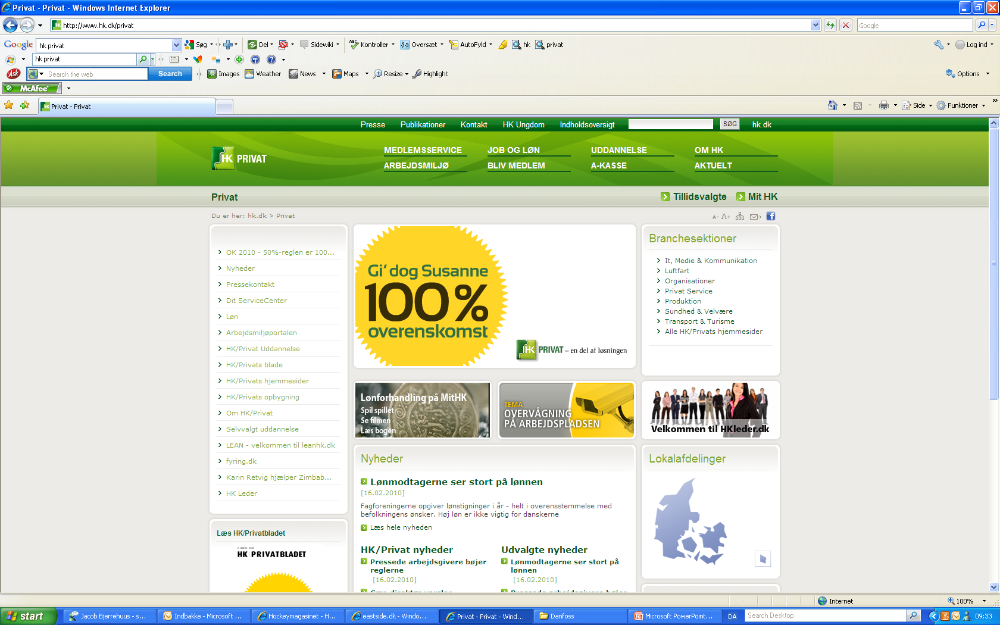 Privat - Privat - Windows Internet Explorer
http://www.hk.dk/privat
Google
Google
hk privat
Søg
Del
Sidewiki
ABC
Kontroller
âä
Oversæt
AutoFyld
hk
privat
Log ind
hk privat
Ask
Search the web
Search
Images
Weather
News
Maps
Resize
Highlight
Options
McAfee
Privat - Privat
Side
Funktioner
Presse
Publikationer
Kontakt
HK Ungdom
Indholdsoversigt
SØG
hk.dk
HK PRIVAT
MEDLEMSSERVICE
JOB OG LØN
UDDANNELSE
OM HK
ARBEJDSMILJØ
BLIV MEDLEM
A-KASSE
AKTUELT
Privat
Tillidsvalgte
Mit HK
Du er her: hk.dk > Privat
A- A+
OK 2010 - 50%-reglen er 100...
Nyheder
Pressekontakt
Dit ServiceCenter
Løn
Arbejdsmiljøportalen
HK/Privat Uddannelse
HK/Privats blade
HK/Privats hjemmesider
HK/Privats opbygning
Om HK/Privat
Selvvalgt uddannelse
LEAN - velkommen til leanhk.dk
fyring.dk
Karin Retvig hjælper Zimbab...
HK Leder
Læs HK/Privatbladet
HK PRIVATBLADET
Gi' dog Susanne
100%
overenskomst
HK PRIVAT – en del af løsningen
Branchesektioner
It, Medie & Kommunikation
Luftfart
Organisationer
Privat Service
Produktion
Sundhed & Velvære
Transport & Turisme
Alle HK/Privats hjemmesider
Lønforhandling på MitHK
Spil spillet
Se filmen
Læs bogen
TEMA
OVERVÅGNING
PÅ ARBEJDSPLADSEN
Velkommen til HKleder.dk
Nyheder
Lønmodtagerne ser stort på lønnen
[16.02.2010]
Fagforeningerne opgiver lønstigninger i år - helt i overensstemmelse med
befolkningens ønsker. Høj løn er ikke vigtig for danskerne
Læs hele nyheden
HK/Privat nyheder
Pressede arbejdsgivere bøjer
reglerne
[16.02.2010]
Udvalgte nyheder
Lønmodtagerne ser stort på
lønnen
[16.02.2010]
Pressede arbejdsgivere bøjer
Lokalafdelinger
Internet
100%
start
Jacob Bjerrehuus - s...
Indbakke - Microsoft ...
Hockeymagasinet - H...
eastside.dk - Windo...
Privat - Privat - Wind...
Danfoss
Microsoft PowerPoint...
DA
Search Desktop
09:33